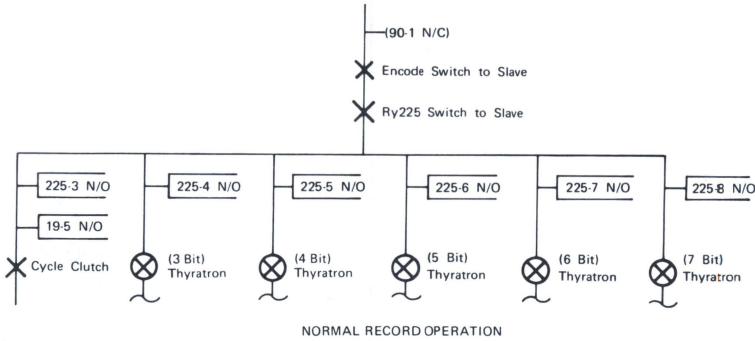 (90-1 N/C)
Encode Switch to Slave
Ry225 Switch to Slave
225-3 N/O
225-4 N/O
225-5 N/O
225-6 N/O
225-7 N/O
225-8 N/O
19-5 N/O
Cycle Clutch
(3 Bit)
Thyratron
(4 Bit)
Thyratron
(5 Bit)
Thyratron
(6 Bit)
Thyratron
(7 Bit)
Thyratron
NORMAL RECORD OPERATION